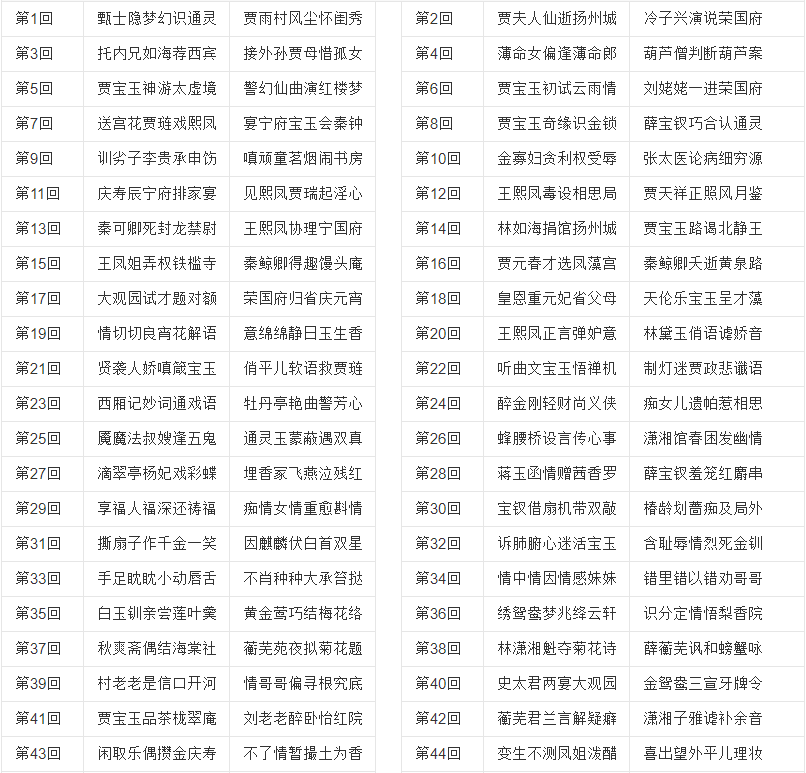 第1回 甄士隐梦幻识通灵 贾雨村风尘怀闺秀 第2回 贾夫人仙逝扬州城 冷子兴演说荣国府
第3回 托内兄如海荐西宾 接外孙贾母惜孤女 第4回 薄命女偏逢薄命郎 葫芦僧判断葫芦案
第5回 贾宝玉神游太虚境 警幻仙曲演红楼梦 第6回 贾宝玉初试云雨情 刘姥姥一进荣国府
第7回 送宫花贾琏戏熙凤 宴宁府宝玉会秦钟 第8回 贾宝玉奇缘识金锁 薛宝钗巧合认通灵
第9回 训劣子李贵承申饬 嗔顽童茗烟闹书房 第10回 金寡妇贪利权受辱 张太医论病细穷源
第11回 庆寿辰宁府排家宴 见熙凤贾瑞起淫心 第12回 王熙凤毒设相思局 贾天祥正照风月鉴
第13回 秦可卿死封龙禁尉 王熙凤协理宁国府 第14回 林如海捐馆扬州城 贾宝玉路谒北静王
第15回 王凤姐弄权铁槛寺 秦鲸卿得趣馒头庵 第16回 贾元春才选凤藻宫 秦鲸卿夭逝黄泉路
第17回 大观园试才题对额 荣国府归省庆元宵 第18回 皇恩重元妃省父母 天伦乐宝玉呈才藻
第19回 情切切良宵花解语 意绵绵静日玉生香 第20回 王熙凤正言弹妒意 林黛玉俏语谑娇音
第21回 贤袭人娇嗔箴宝玉 俏平儿软语救贾琏 第22回 听曲文宝玉悟禅机 制灯迷贾政悲谶语
第23回 西厢记妙词通戏语 牡丹亭艳曲警芳心 第24回 醉金刚轻财尚义侠 痴女儿遗帕惹相思
第25回 魇魔法叔嫂逢五鬼 通灵玉蒙蔽遇双真 第26回 蜂腰桥设言传心事 潇湘馆春困发幽情
第27回 滴翠亭杨妃戏彩蝶 埋香冢飞燕泣残红 第28回 蒋玉函情赠茜香罗 薛宝钗羞笼红麝串
第29回 享福人福深还祷福 痴情女情重愈斟情 第30回 宝钗借扇机带双敲 椿龄划蔷痴及局外
第31回 撕扇子作千金一笑 因麒麟伏白首双星 第32回 诉肺腑心迷活宝玉 含耻辱情烈死金钏
第33回 手足眈眈小动唇舌 不肖种种大承笞挞 第34回 情中情因情感妹妹 错里错以错劝哥哥
第35回 白玉钏亲尝莲叶羹 黄金莺巧结梅花络 第36回 绣鸳鸯梦兆绛云轩 识分定情悟梨香院
第37回 秋爽斋偶结海棠社 蘅芜苑夜拟菊花题 第38回 林潇湘魁夺菊花诗 薛蘅芜讽和螃蟹咏
第39回 村老老是信口开河 情哥哥偏寻根究底 第40回 史太君两宴大观园 金鸳鸯三宣牙牌令
第41回 贾宝玉品茶栊翠庵 刘老老醉卧怡红院 第42回 蘅芜君兰言解疑癖 潇湘子雅谑补余音
第43回 闲取乐偶攒金庆寿 不了情暂撮土为香 第44回 变生不测凤姐泼醋 喜出望外平儿理妆